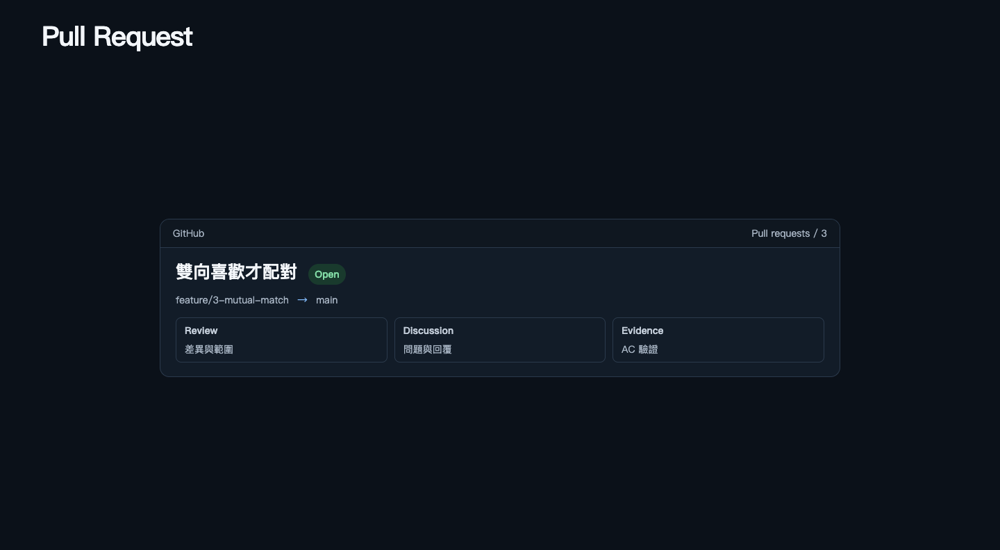 Pull Request
GitHub
Pull requests / 3
雙向喜歡才配對
Open
feature/3-mutual-match → main
Review
差異與範圍
Discussion
問題與回覆
Evidence
AC 驗證